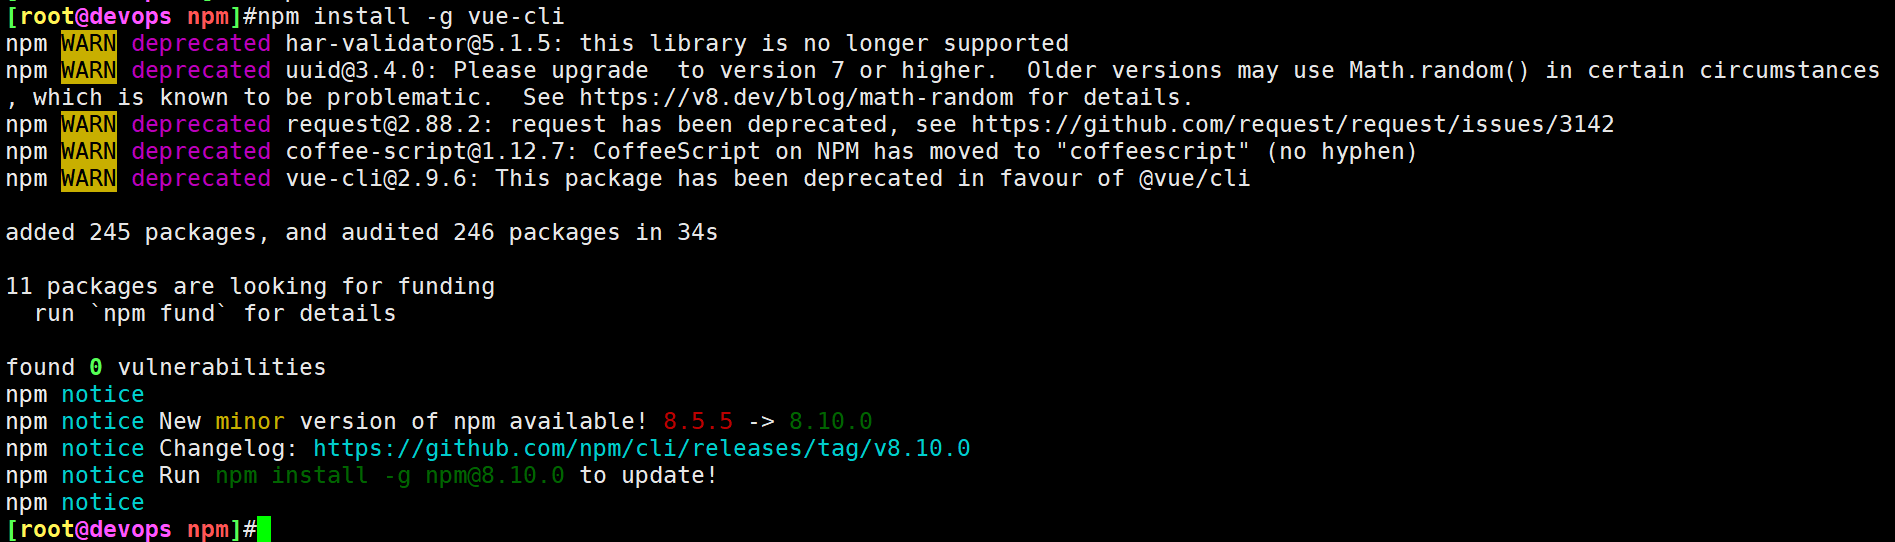 [root@devops npm]#npm install -g vue-cli
npm WARN deprecated har-validator@5.1.5: this library is no longer supported
npm WARN deprecated uuid@3.4.0: Please upgrade  to version 7 or higher.  Older versions may use Math.random() in certain circumstances
, which is known to be problematic.  See https://v8.dev/blog/math-random for details.
npm WARN deprecated request@2.88.2: request has been deprecated, see https://github.com/request/request/issues/3142
npm WARN deprecated coffee-script@1.12.7: CoffeeScript on NPM has moved to "coffeescript" (no hyphen)
npm WARN deprecated vue-cli@2.9.6: This package has been deprecated in favour of @vue/cli
added 245 packages, and audited 246 packages in 34s
11 packages are looking for funding
  run `npm fund` for details
found 0 vulnerabilities
npm notice
npm notice New minor version of npm available! 8.5.5 -> 8.10.0
npm notice Changelog: https://github.com/npm/cli/releases/tag/v8.10.0
npm notice Run npm install -g npm@8.10.0 to update!
npm notice
[root@devops npm]#